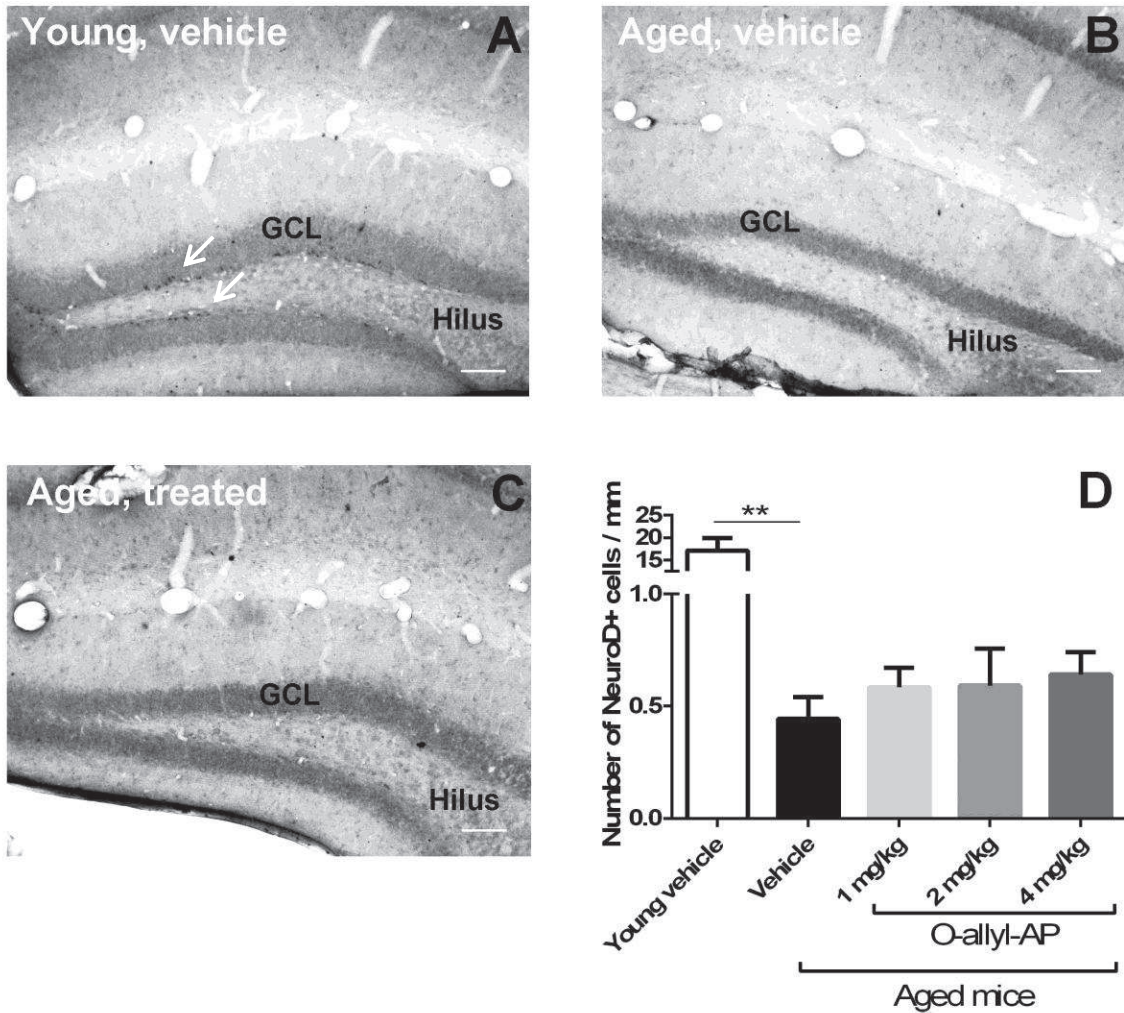 Young, vehicle
A
GCL
Hilus
Aged, vehicle
B
GCL
Hilus
Aged, treated
C
GCL
Hilus
D
**
Number of NeuroD+ cells / mm
25
20
15
1.0
0.5
0.0
Young vehicle
Vehicle
1 mg/kg
2 mg/kg
4 mg/kg
O-allyl-AP
Aged mice